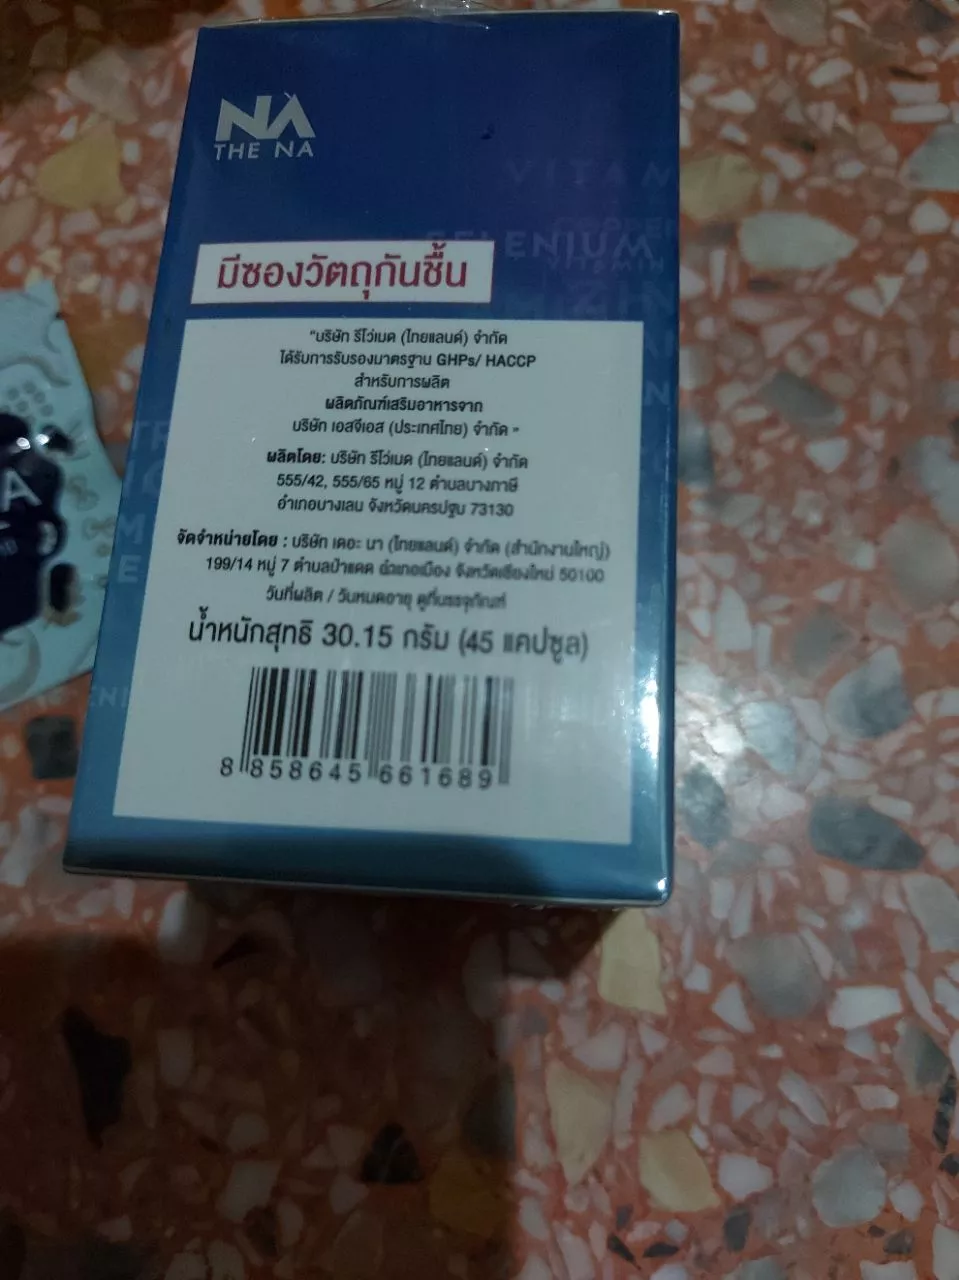 NA
THE NA
VITAM
SELENIUM
VITAMIN
มีซองวัตถุกันชื้น
"บริษัท รีโว่เมด (ไทยแลนด์) จำกัด
ได้รับการรับรองมาตรฐาน GHPs/ HACCP
สำหรับการผลิต
ผลิตภัณฑ์เสริมอาหารจาก
บริษัท เอสจีเอส (ประเทศไทย) จำกัด "
ผลิตโดย: บริษัท รีโว่เมด (ไทยแลนด์) จำกัด
555/42, 555/65 หมู่ 12 ตำบลบางภาษี
อำเภอบางเลน จังหวัดนครปฐม 73130
จัดจำหน่ายโดย : บริษัท เดอะ นา (ไทยแลนด์) จำกัด (สำนักงานใหญ่)
199/14 หมู่ 7 ตำบลป่าแดด อำเภอเมือง จังหวัดเชียงใหม่ 50100
วันที่ผลิต / วันหมดอายุ ดูที่บรรจุภัณฑ์
น้ำหนักสุทธิ 30.15 กรัม (45 แคปซูล)
8 858645 661689